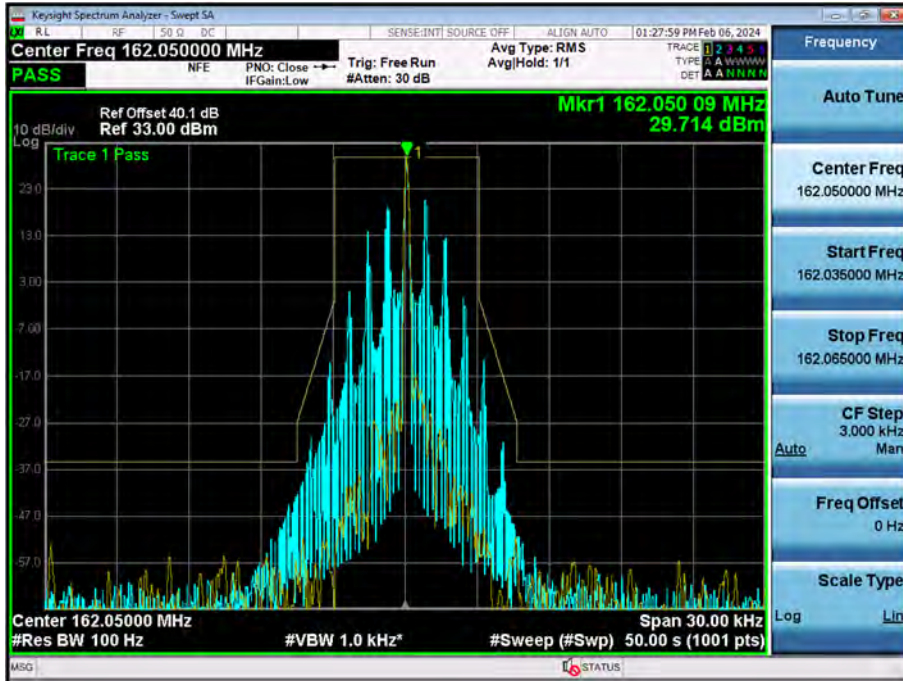 Keysight Spectrum Analyzer - Swept SA
LXI RL RF 50 Ω DC SENSE:INT SOURCE OFF ALIGN AUTO 01:27:59 PM Feb 06, 2024
Center Freq 162.050000 MHz
PASS
NFE
PNO: Close
IFGain:Low
Trig: Free Run
#Atten: 30 dB
Avg Type: RMS
Avg|Hold: 1/1
TRACE 1 2 3 4 5 6
TYPE A A W W W W
DET A A N N N N
Ref Offset 40.1 dB
10 dB/div Ref 33.00 dBm
Log
Mkr1 162.050 09 MHz
29.714 dBm
Trace 1 Pass
1
23.0
13.0
3.00
-7.00
-17.0
-27.0
-37.0
-47.0
-57.0
Center 162.05000 MHz Span 30.00 kHz
#Res BW 100 Hz #VBW 1.0 kHz* #Sweep (#Swp) 50.00 s (1001 pts)
MSG STATUS
Frequency
Auto Tune
Center Freq
162.050000 MHz
Start Freq
162.035000 MHz
Stop Freq
162.065000 MHz
CF Step
3.000 kHz
Auto Man
Freq Offset
0 Hz
Scale Type
Log Lin